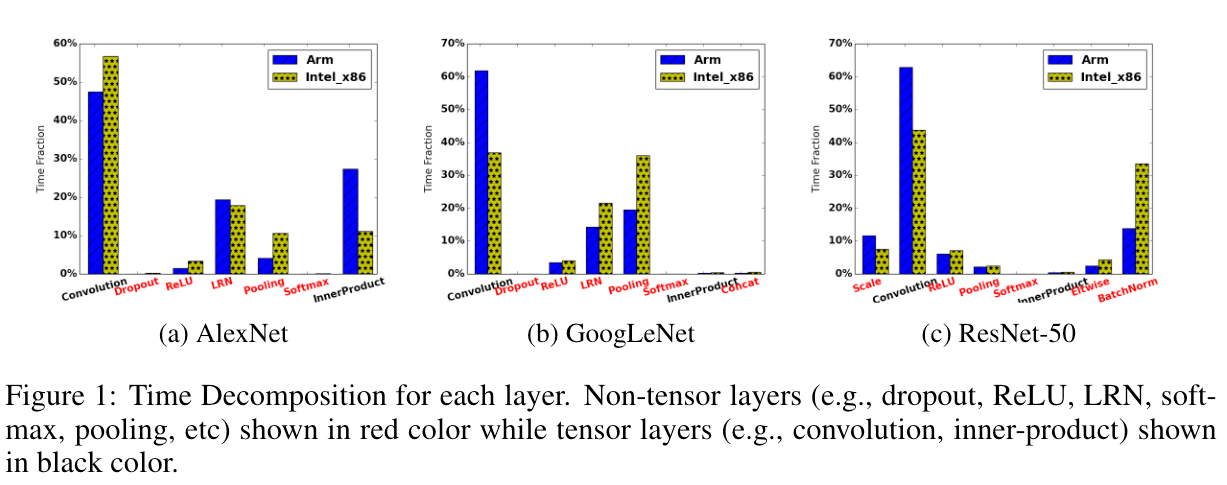 60%
50%
40%
30%
20%
10%
0%
Time Fraction
Arm
Intel_x86
Convolution
Dropout
ReLU
LRN
Pooling
Softmax
InnerProduct
(a) AlexNet
70%
60%
50%
40%
30%
20%
10%
0%
Time Fraction
Arm
Intel_x86
Convolution
Dropout
ReLU
LRN
Pooling
Softmax
InnerProduct
Concat
(b) GoogLeNet
70%
60%
50%
40%
30%
20%
10%
0%
Time Fraction
Arm
Intel_x86
Scale
Convolution
ReLU
Pooling
Softmax
InnerProduct
Eltwise
BatchNorm
(c) ResNet-50
Figure 1: Time Decomposition for each layer. Non-tensor layers (e.g., dropout, ReLU, LRN, soft-
max, pooling, etc) shown in red color while tensor layers (e.g., convolution, inner-product) shown
in black color.